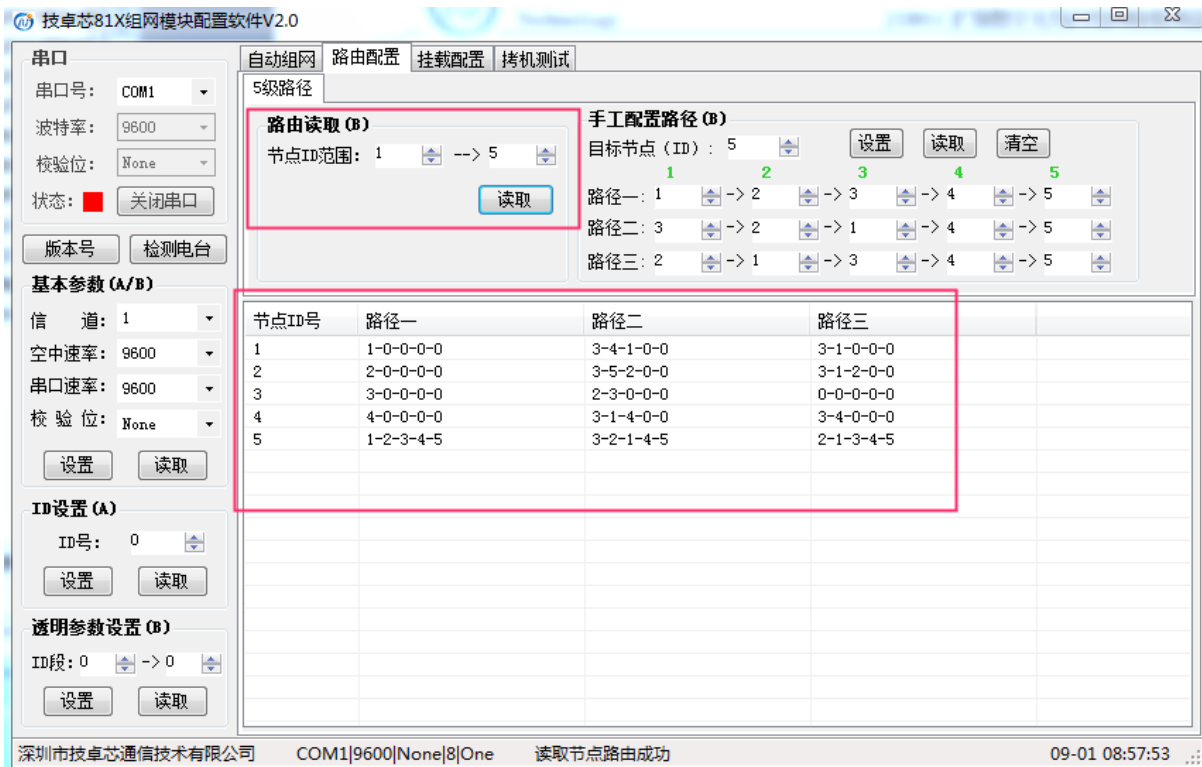 技卓芯81X组网模块配置软件V2.0
串口
串口号: COM1
波特率: 9600
校验位: None
状态: 关闭串口
版本号 检测电台
基本参数(A/B)
信 道: 1
空中速率: 9600
串口速率: 9600
校 验 位: None
设置 读取
ID设置(A)
ID号: 0
设置 读取
透明参数设置(B)
ID段: 0 -> 0
设置 读取
自动组网 路由配置 挂载配置 拷机测试
5级路径
路由读取(B)
节点ID范围: 1 --> 5
读取
手工配置路径(B)
目标节点(ID): 5 设置 读取 清空
1 2 3 4 5
路径一: 1 -> 2 -> 3 -> 4 -> 5
路径二: 3 -> 2 -> 1 -> 4 -> 5
路径三: 2 -> 1 -> 3 -> 4 -> 5
节点ID号 路径一 路径二 路径三
1 1-0-0-0-0 3-4-1-0-0 3-1-0-0-0
2 2-0-0-0-0 3-5-2-0-0 3-1-2-0-0
3 3-0-0-0-0 2-3-0-0-0 0-0-0-0-0
4 4-0-0-0-0 3-1-4-0-0 3-4-0-0-0
5 1-2-3-4-5 3-2-1-4-5 2-1-3-4-5
深圳市技卓芯通信技术有限公司 COM1|9600|None|8|One 读取节点路由成功 09-01 08:57:53